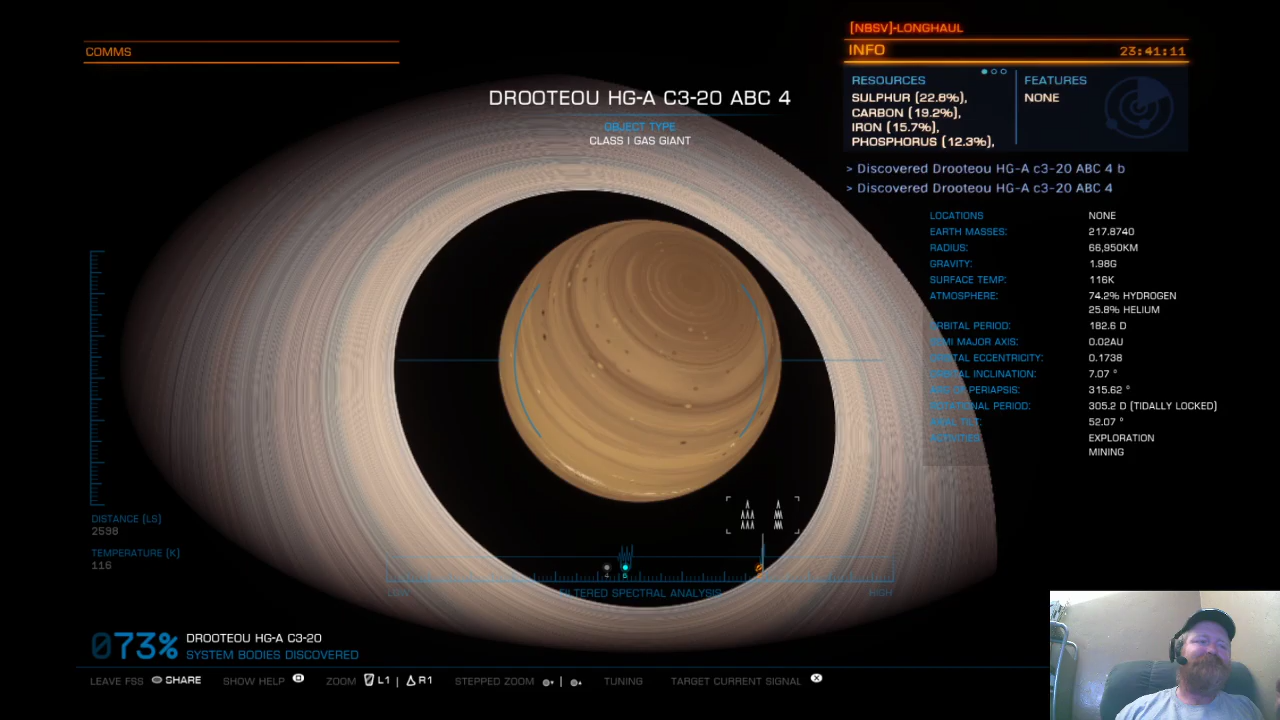 COMMS
[NBSV]-LONGHAUL
INFO 23:41:11
RESOURCES
SULPHUR (22.8%),
CARBON (19.2%),
IRON (15.7%),
PHOSPHORUS (12.3%),
FEATURES
NONE
> Discovered Drooteou HG-A c3-20 ABC 4 b
> Discovered Drooteou HG-A c3-20 ABC 4
DROOTEOU HG-A C3-20 ABC 4
OBJECT TYPE
CLASS I GAS GIANT
LOCATIONS NONE
EARTH MASSES: 217.8740
RADIUS: 66,950KM
GRAVITY: 1.98G
SURFACE TEMP: 116K
ATMOSPHERE: 74.2% HYDROGEN
25.8% HELIUM
ORBITAL PERIOD: 182.6 D
SEMI MAJOR AXIS: 0.02AU
ORBITAL ECCENTRICITY: 0.1738
ORBITAL INCLINATION: 7.07 °
ARG OF PERIAPSIS: 315.62 °
ROTATIONAL PERIOD: 305.2 D (TIDALLY LOCKED)
AXIAL TILT: 52.07 °
ACTIVITIES: EXPLORATION
MINING
DISTANCE (LS)
2598
TEMPERATURE (K)
116
LOW FILTERED SPECTRAL ANALYSIS HIGH
073% DROOTEOU HG-A C3-20
SYSTEM BODIES DISCOVERED
LEAVE FSS SHARE SHOW HELP ZOOM L1 | R1 STEPPED ZOOM | TUNING TARGET CURRENT SIGNAL